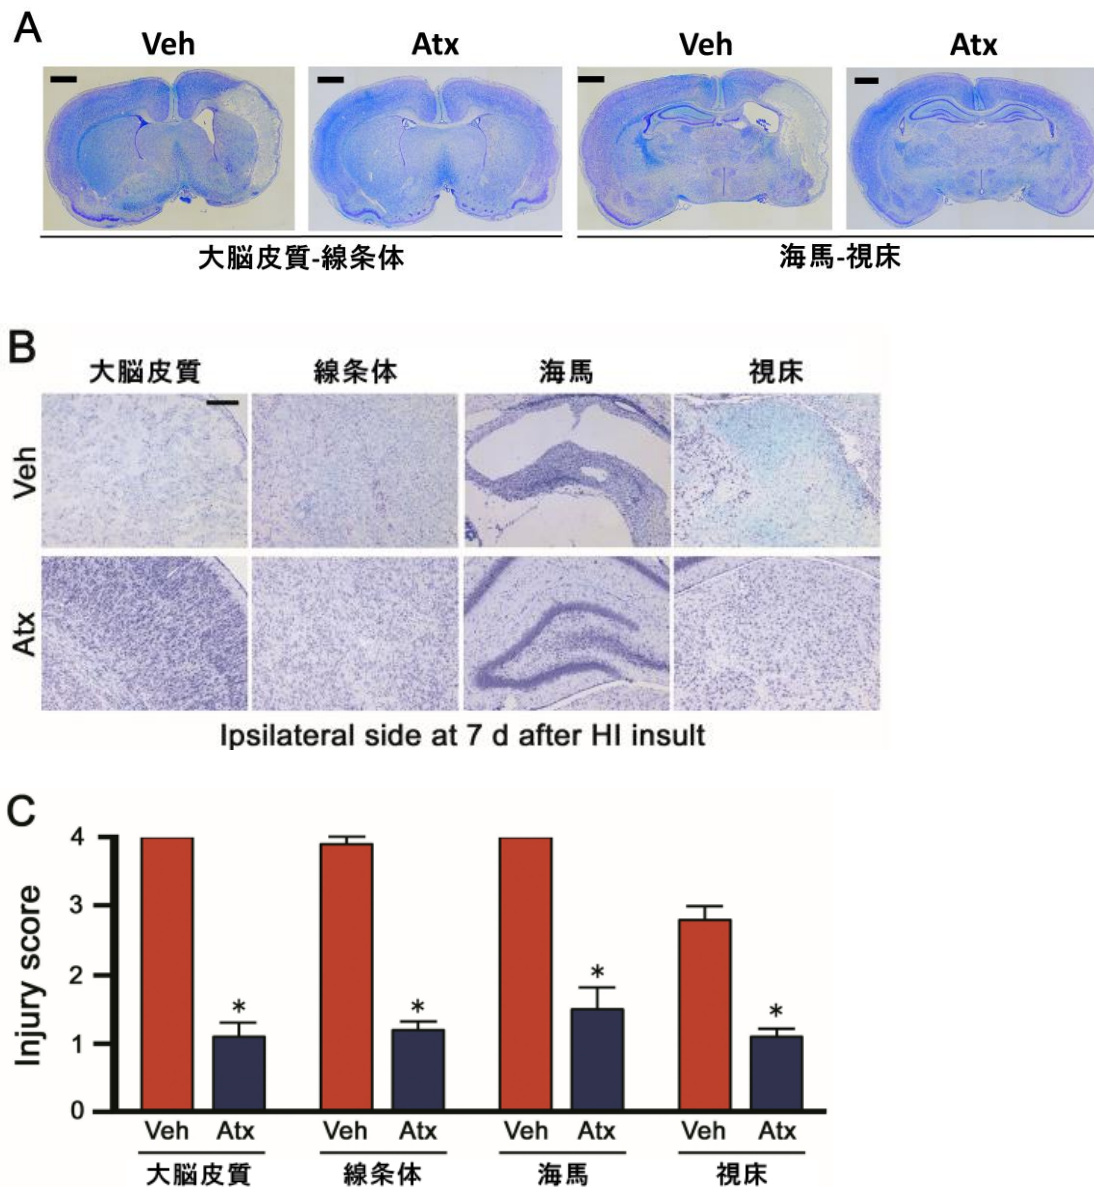 A
Veh Atx Veh Atx
大脳皮質-線条体 海馬-視床
B
大脳皮質 線条体 海馬 視床
Veh
Atx
Ipsilateral side at 7 d after HI insult
C
Injury score
4
3
2
1
0
* * * *
Veh Atx Veh Atx Veh Atx Veh Atx
大脳皮質 線条体 海馬 視床